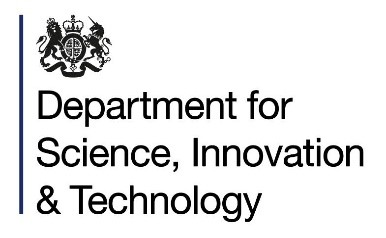 Department for
Science, Innovation
& Technology